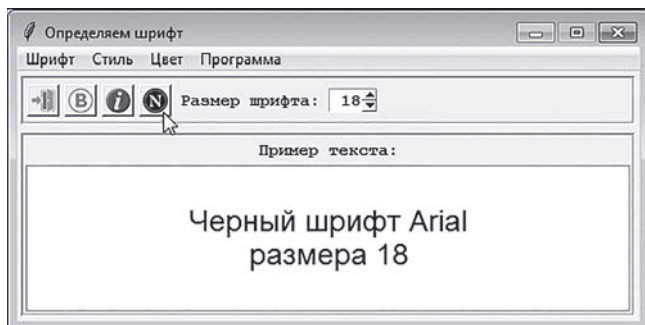 Определяем шрифт
Шрифт Стиль Цвет Программа
B i N Размер шрифта: 18
Пример текста:
Черный шрифт Arial
размера 18